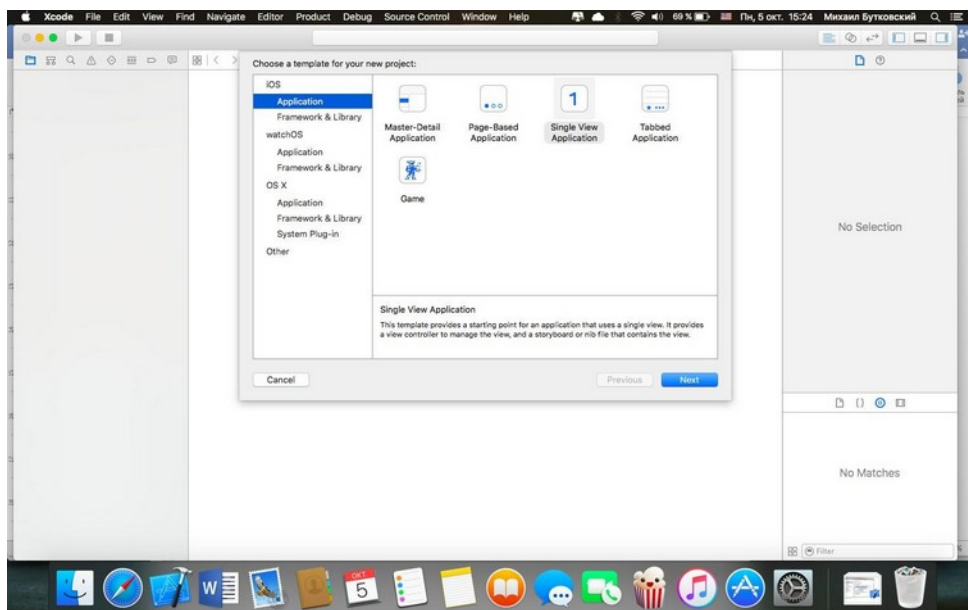 Xcode File Edit View Find Navigate Editor Product Debug Source Control Window Help 69 % Пн, 5 окт. 15:24 Михаил Бутковский
Choose a template for your new project:
iOS
Application
Framework & Library
watchOS
Application
Framework & Library
OS X
Application
Framework & Library
System Plug-in
Other
Master-Detail
Application
Page-Based
Application
1
Single View
Application
Tabbed
Application
Game
Single View Application
This template provides a starting point for an application that uses a single view. It provides
a view controller to manage the view, and a storyboard or nib file that contains the view.
Cancel
Previous
Next
No Selection
No Matches
Filter
W
ОКТ
5